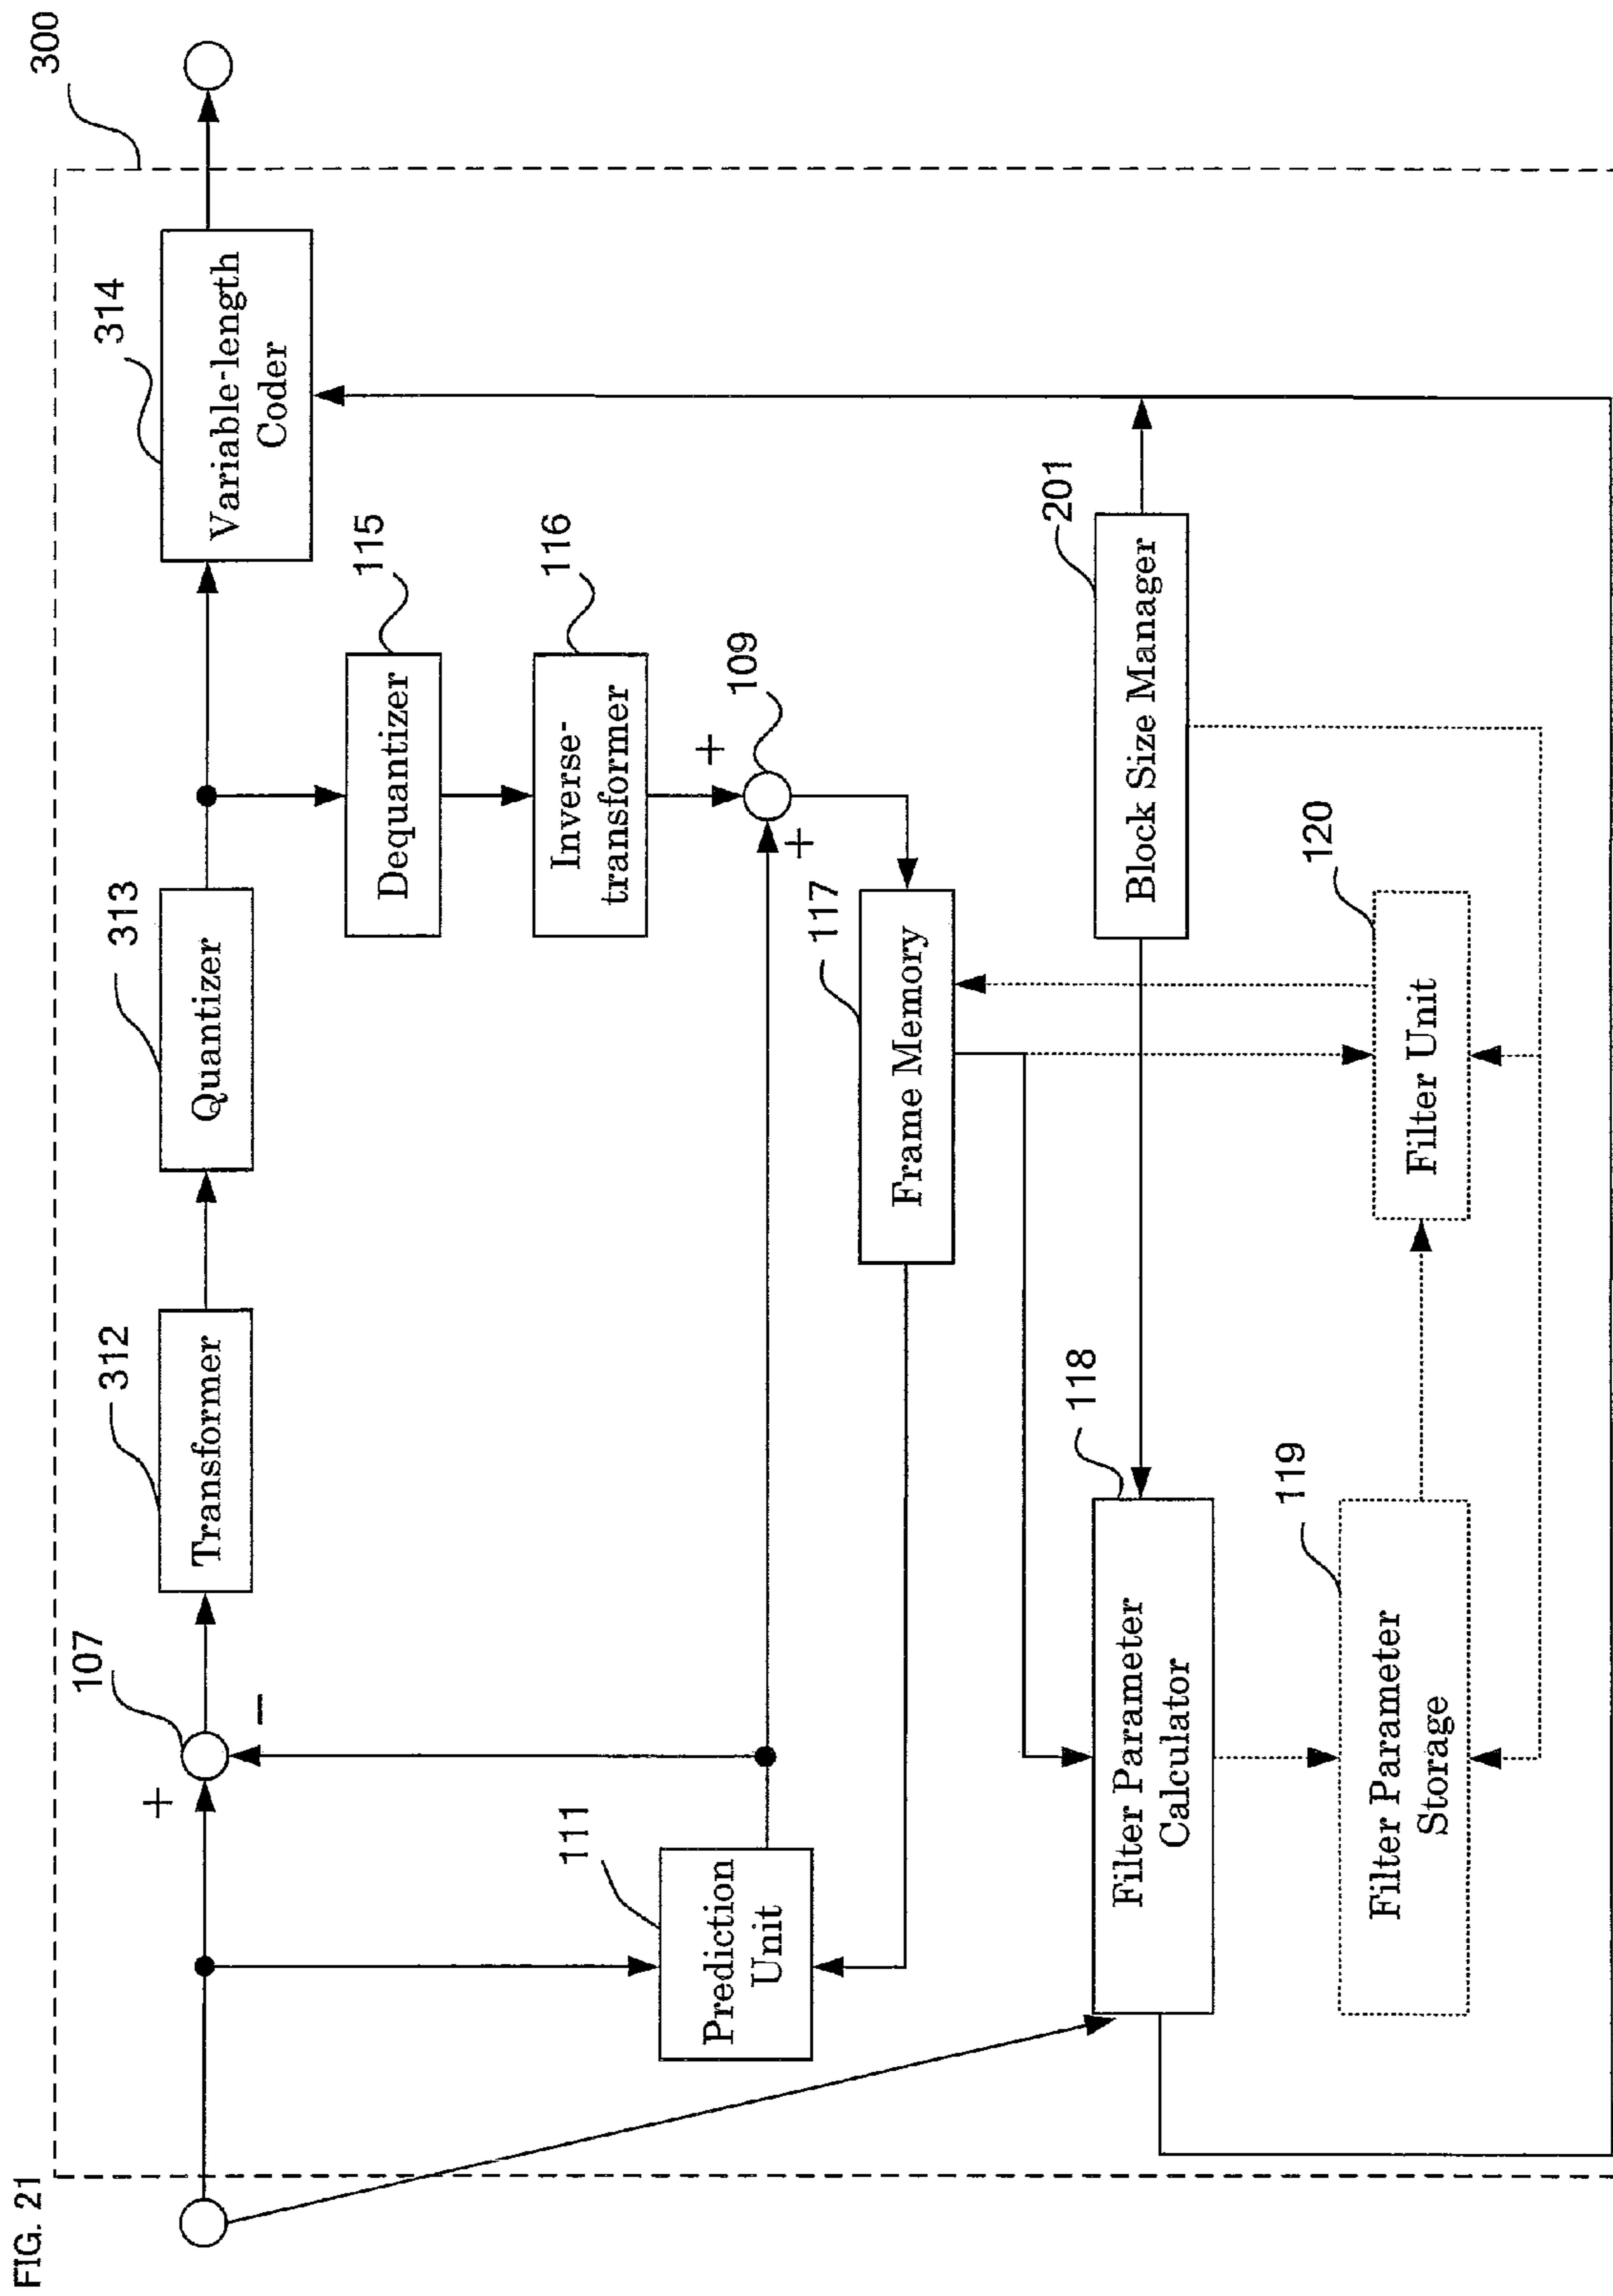 FIG. 21
300
107
+
−
Transformer
312
Quantizer
313
Variable-length
Coder
314
Dequantizer
115
Inverse-
transformer
116
+
+
109
Prediction
Unit
111
Frame Memory
117
Filter Parameter
Calculator
118
Block Size Manager
201
Filter Parameter
Storage
119
Filter Unit
120